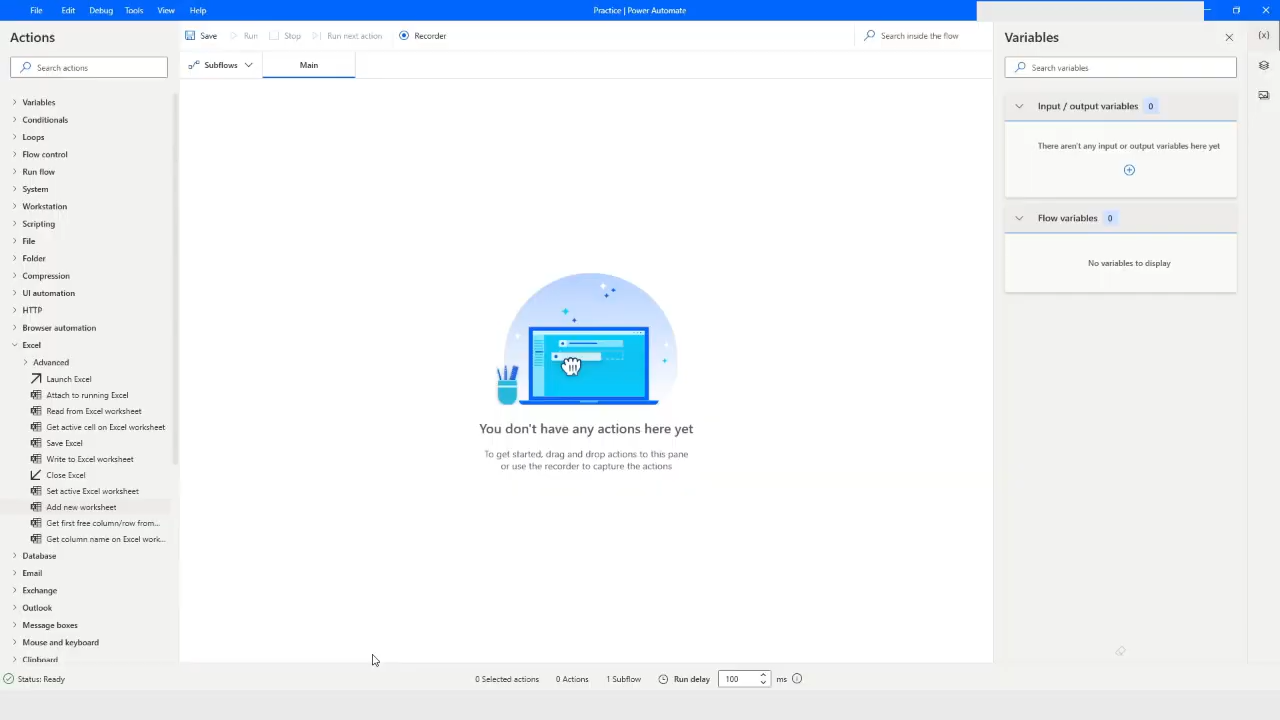 File Edit Debug Tools View Help
Practice | Power Automate
Actions
Search actions
Variables
Conditionals
Loops
Flow control
Run flow
System
Workstation
Scripting
File
Folder
Compression
UI automation
HTTP
Browser automation
Excel
Advanced
Launch Excel
Attach to running Excel
Read from Excel worksheet
Get active cell on Excel worksheet
Save Excel
Write to Excel worksheet
Close Excel
Set active Excel worksheet
Add new worksheet
Get first free column/row from...
Get column name on Excel work...
Database
Email
Exchange
Outlook
Message boxes
Mouse and keyboard
Clipboard
Save Run Stop Run next action Recorder
Search inside the flow
Subflows Main
You don't have any actions here yet
To get started, drag and drop actions to this pane
or use the recorder to capture the actions
Variables
{x}
Search variables
Input / output variables 0
There aren't any input or output variables here yet
Flow variables 0
No variables to display
Status: Ready
0 Selected actions 0 Actions 1 Subflow Run delay 100 ms